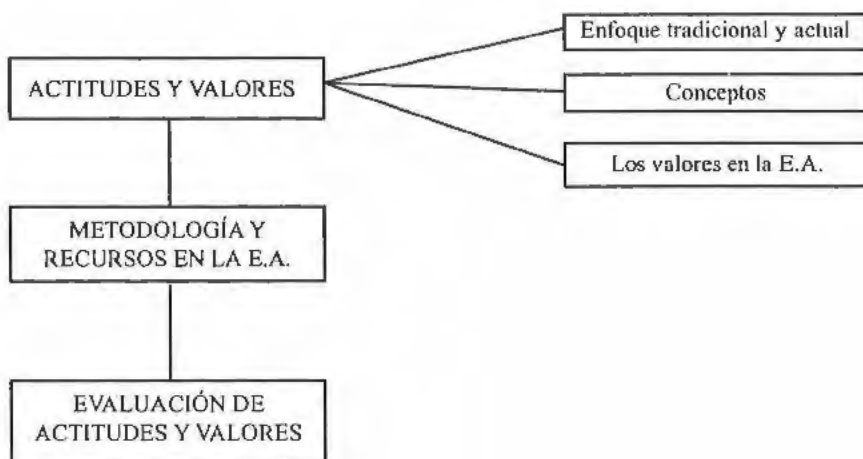 Enfoque tradicional y actual
ACTITUDES Y VALORES
Conceptos
Los valores en la E.A.
METODOLOGÍA Y
RECURSOS EN LA E.A.
EVALUACIÓN DE
ACTITUDES Y VALORES